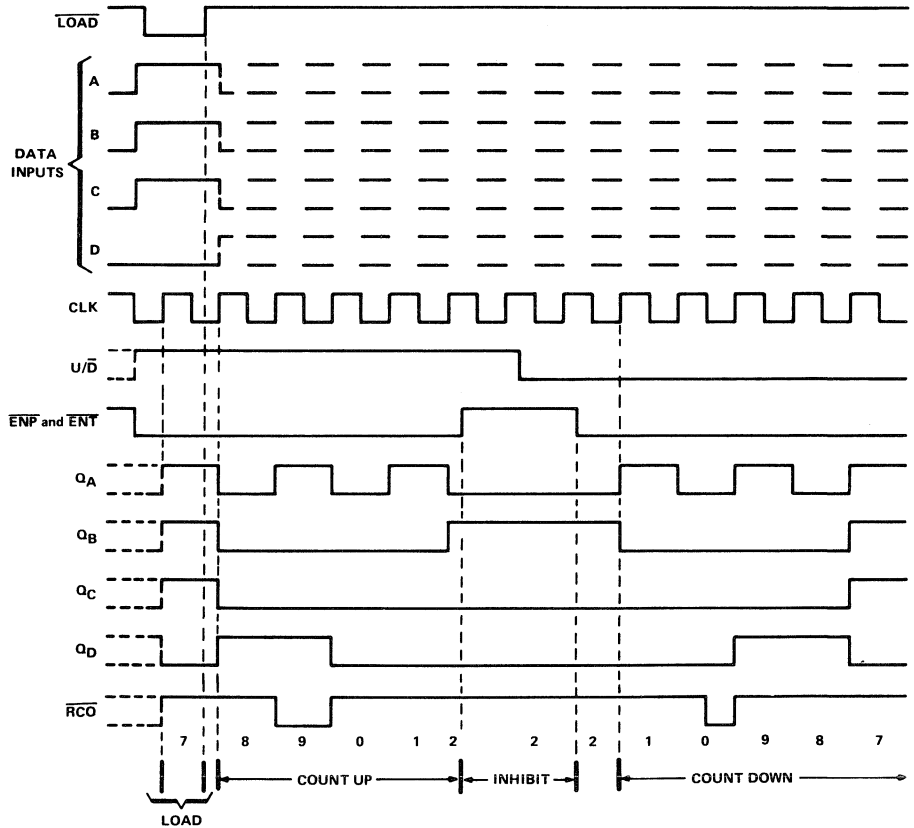 LOAD
A
B
DATA
INPUTS
C
D
CLK
U/D̅
ENP and ENT
QA
QB
QC
QD
RCO
7 8 9 0 1 2 2 2 1 0 9 8 7
COUNT UP INHIBIT COUNT DOWN
LOAD